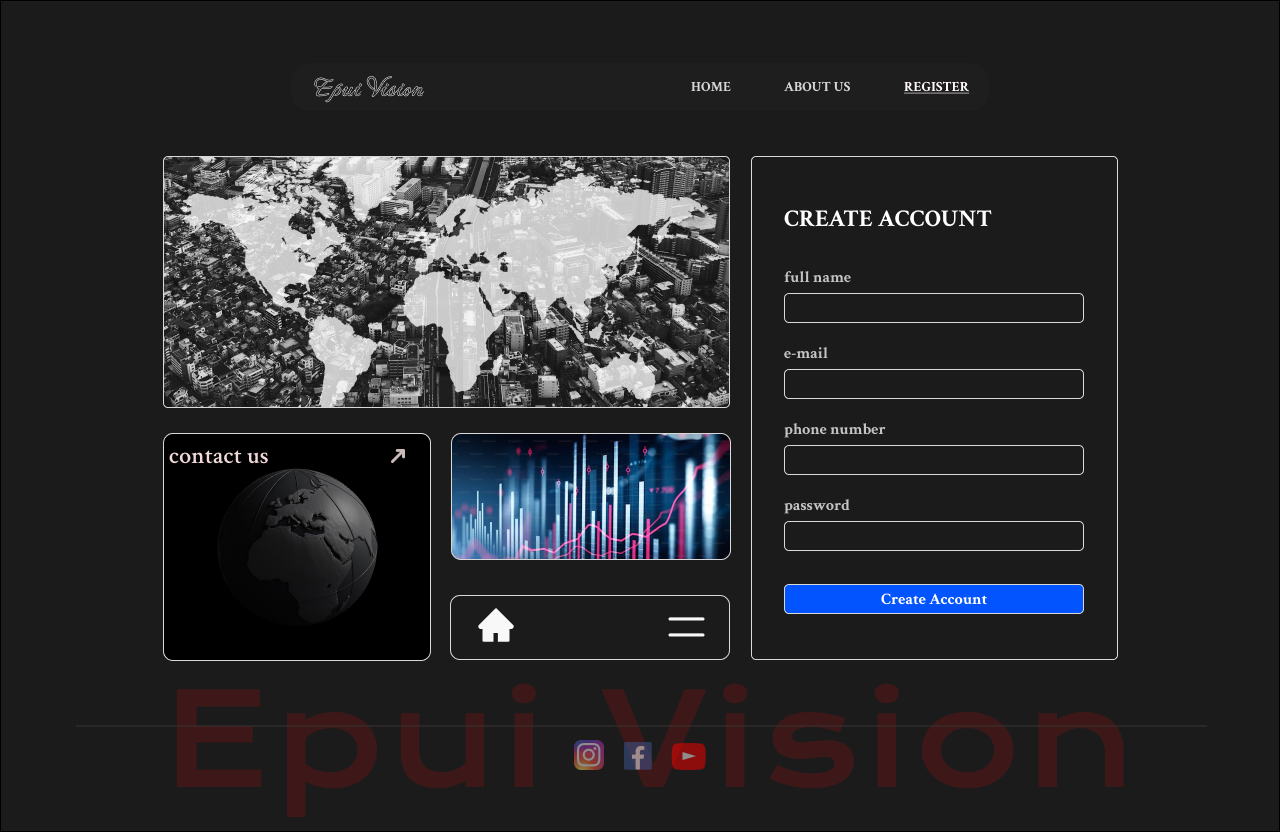 Epui Vision
HOME
ABOUT US
REGISTER
CREATE ACCOUNT
full name
e-mail
phone number
password
Create Account
contact us
Epui Vision